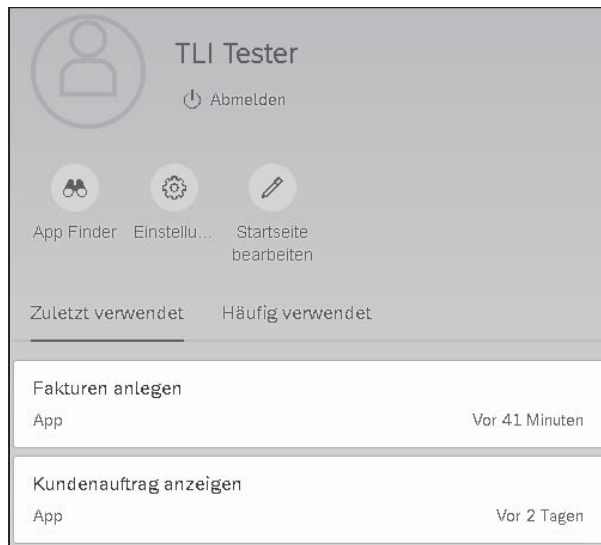 TLI Tester
Abmelden
App Finder Einstellu... Startseite
bearbeiten
Zuletzt verwendet Häufig verwendet
Fakturen anlegen
App Vor 41 Minuten
Kundenauftrag anzeigen
App Vor 2 Tagen